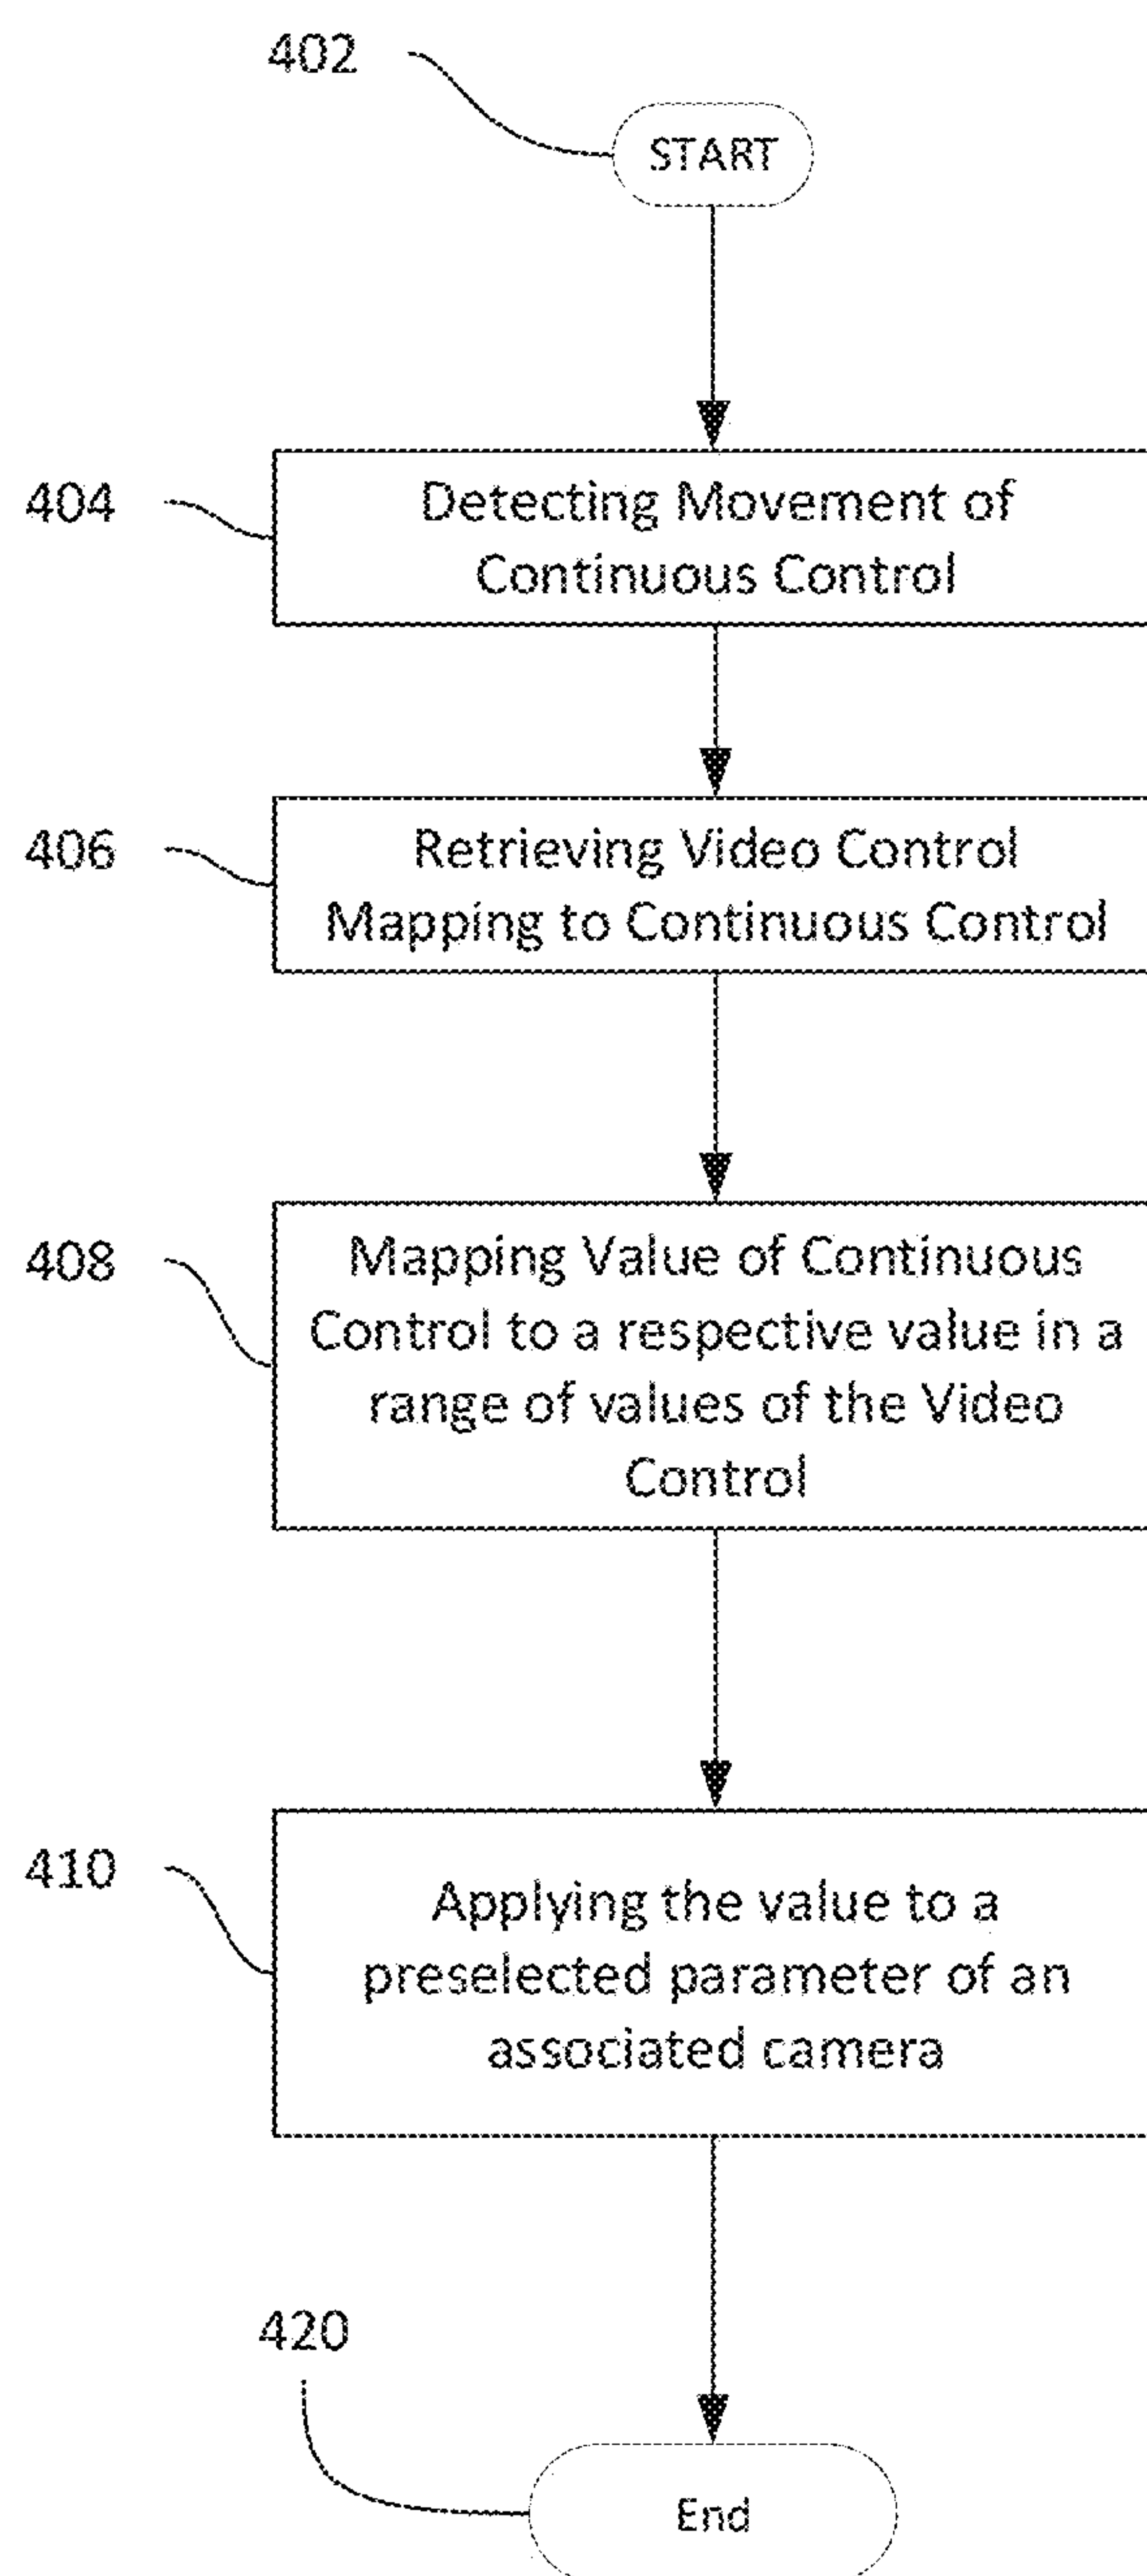 402
START
404
Detecting Movement of
Continuous Control
406
Retrieving Video Control
Mapping to Continuous Control
408
Mapping Value of Continuous
Control to a respective value in a
range of values of the Video
Control
410
Applying the value to a
preselected parameter of an
associated camera
420
End